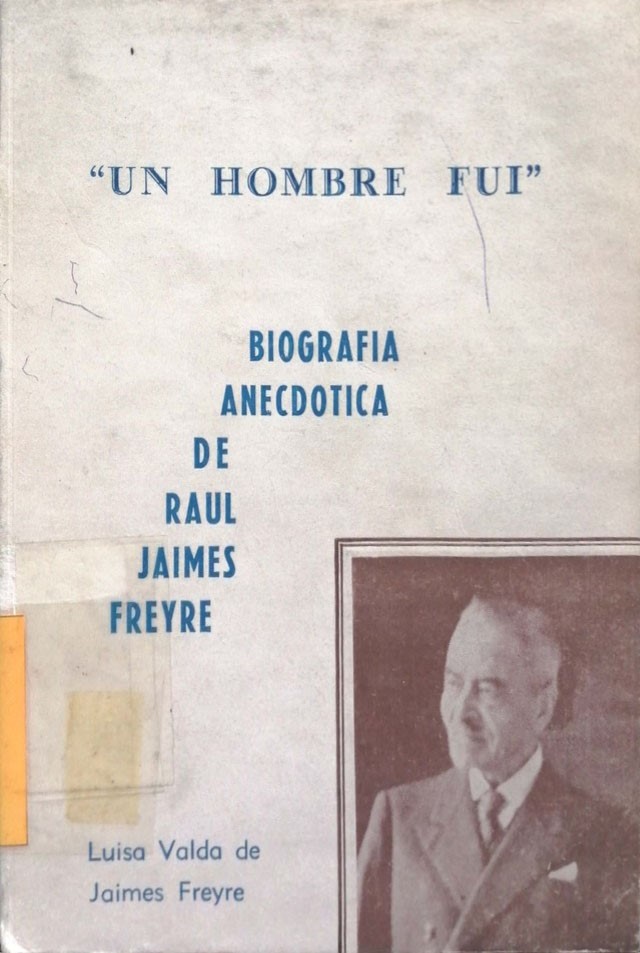 “UN HOMBRE FUI”
BIOGRAFIA
ANECDOTICA
DE
RAUL
JAIMES
FREYRE
Luisa Valda de
Jaimes Freyre